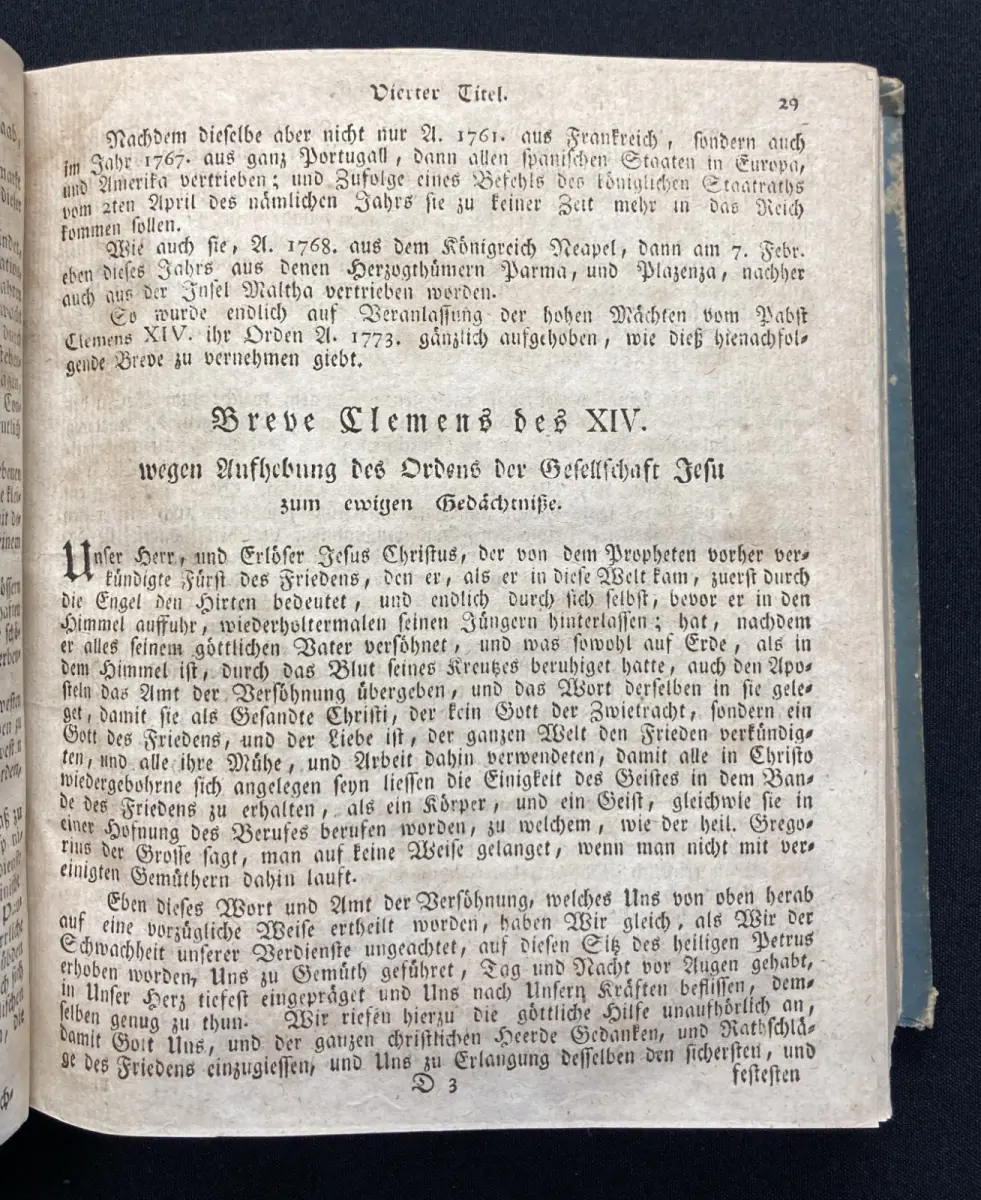 Vierter Titel.
29
Nachdem dieselbe aber nicht nur A. 1761. aus Frankreich, sondern auch
im Jahr 1767. aus ganz Portugall, dann allen spanischen Staaten in Europa,
und Amerika vertrieben; und Zufolge eines Befehls des königlichen Staatraths
vom 2ten April des nämlichen Jahrs sie zu keiner Zeit mehr in das Reich
kommen sollen.
Wie auch sie, A. 1768. aus dem Königreich Neapel, dann am 7. Febr.
eben dieses Jahrs aus denen Herzogthümern Parma, und Plazenza, nachher
auch aus der Insel Maltha vertrieben worden.
So wurde endlich auf Veranlassung der hohen Mächten vom Pabst
Clemens XIV. ihr Orden A. 1773. gänzlich aufgehoben, wie dieß hienachfol-
gende Breve zu vernehmen giebt.
Breve Clemens des XIV.
wegen Aufhebung des Ordens der Gesellschaft Jesu
zum ewigen Gedächtniße.
Unser Herr, und Erlöser Jesus Christus, der von dem Propheten vorher ver-
kündigte Fürst des Friedens, den er, als er in diese Welt kam, zuerst durch
die Engel den Hirten bedeutet, und endlich durch sich selbst, bevor er in den
Himmel auffuhr, wiederholtermalen seinen Jüngern hinterlassen; hat, nachdem
er alles seinem göttlichen Vater versöhnet, und was sowohl auf Erde, als in
dem Himmel ist, durch das Blut seines Kreutzes beruhiget hatte, auch den Apo-
steln das Amt der Versöhnung übergeben, und das Wort derselben in sie gele-
get, damit sie als Gesandte Christi, der kein Gott der Zwietracht, sondern ein
Gott des Friedens, und der Liebe ist, der ganzen Welt den Frieden verkündig-
ten, und alle ihre Mühe, und Arbeit dahin verwendeten, damit alle in Christo
wiedergebohrne sich angelegen seyn liessen die Einigkeit des Geistes in dem Ban-
de des Friedens zu erhalten, als ein Körper, und ein Geist, gleichwie sie in
einer Hofnung des Berufes berufen worden, zu welchem, wie der heil. Grego-
rius der Grosse sagt, man auf keine Weise gelanget, wenn man nicht mit ver-
einigten Gemüthern dahin lauft.
Eben dieses Wort und Amt der Versöhnung, welches Uns von oben herab
auf eine vorzügliche Weise ertheilt worden, haben Wir gleich, als Wir der
Schwachheit unserer Verdienste ungeachtet, auf diesen Sitz des heiligen Petrus
erhoben worden, Uns zu Gemüth geführet, Tag und Nacht vor Augen gehabt,
in Unser Herz tiefest eingepräget und Uns nach Unsern Kräften beflissen, dem-
selben genug zu thun. Wir riefen hierzu die göttliche Hilfe unaufhörlich an,
damit Gott Uns, und der ganzen christlichen Heerde Gedanken, und Rathschlä-
ge des Friedens einzugiessen, und Uns zu Erlangung desselben den sichersten, und
D 3
festesten